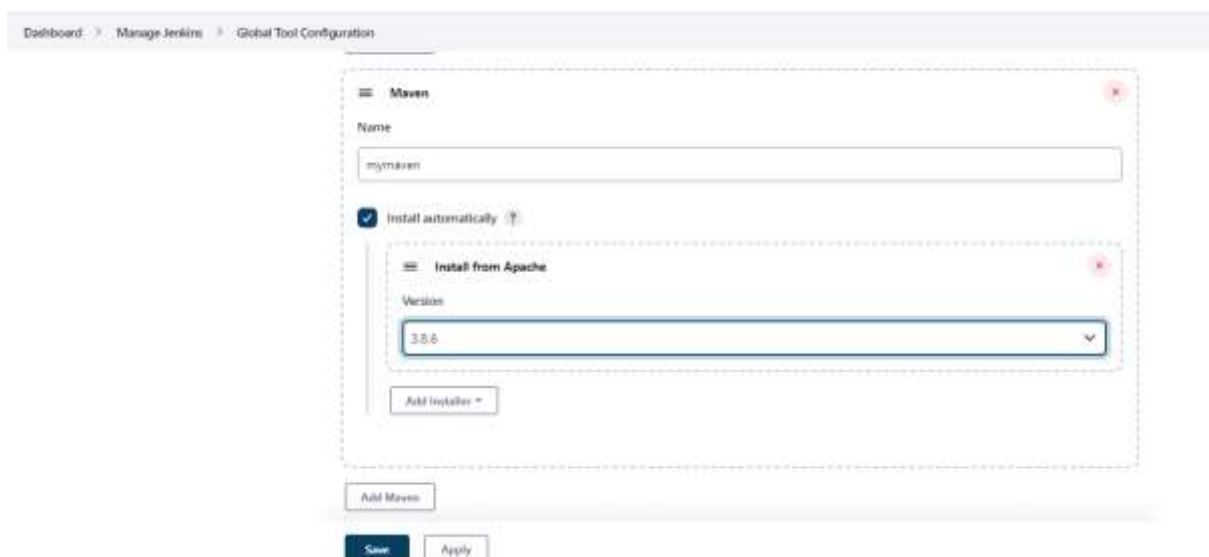 Dashboard > Manage Jenkins > Global Tool Configuration
Maven
Name
mymaven
Install automatically ?
Install from Apache
Version
3.8.6
Add Installer
Add Maven
Save Apply